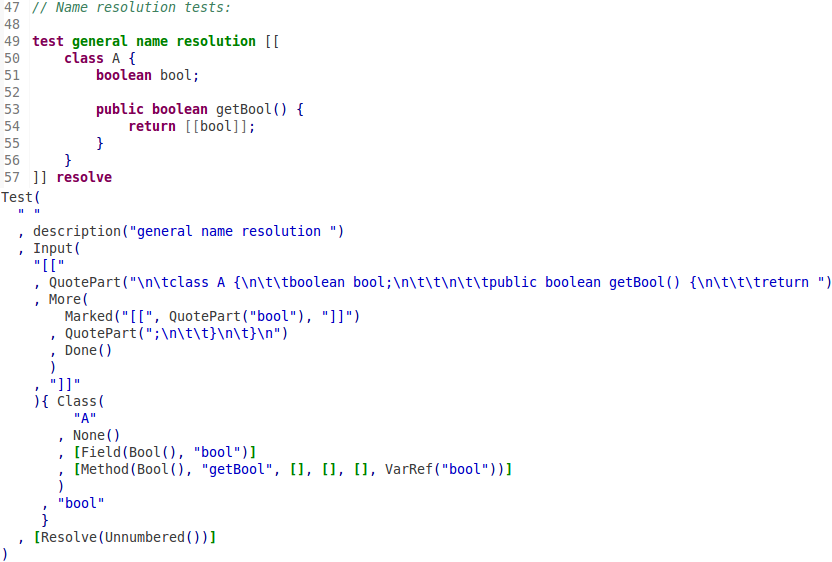 47 // Name resolution tests:
48
49 test general name resolution [[
50     class A {
51         boolean bool;
52
53         public boolean getBool() {
54             return [[bool]];
55         }
56     }
57 ]] resolve
Test(
  " "
  , description("general name resolution ")
  , Input(
    "[["
    , QuotePart("\n\tclass A {\n\t\tboolean bool;\n\t\t\n\t\tpublic boolean getBool() {\n\t\t\treturn ")
    , More(
        Marked("[[", QuotePart("bool"), "]]")
      , QuotePart(";\n\t\t}\n\t}\n")
      , Done()
      )
    , "]]"
    ){ Class(
         "A"
       , None()
       , [Field(Bool(), "bool")]
       , [Method(Bool(), "getBool", [], [], [], VarRef("bool"))]
       )
     , "bool"
     }
  , [Resolve(Unnumbered())]
)